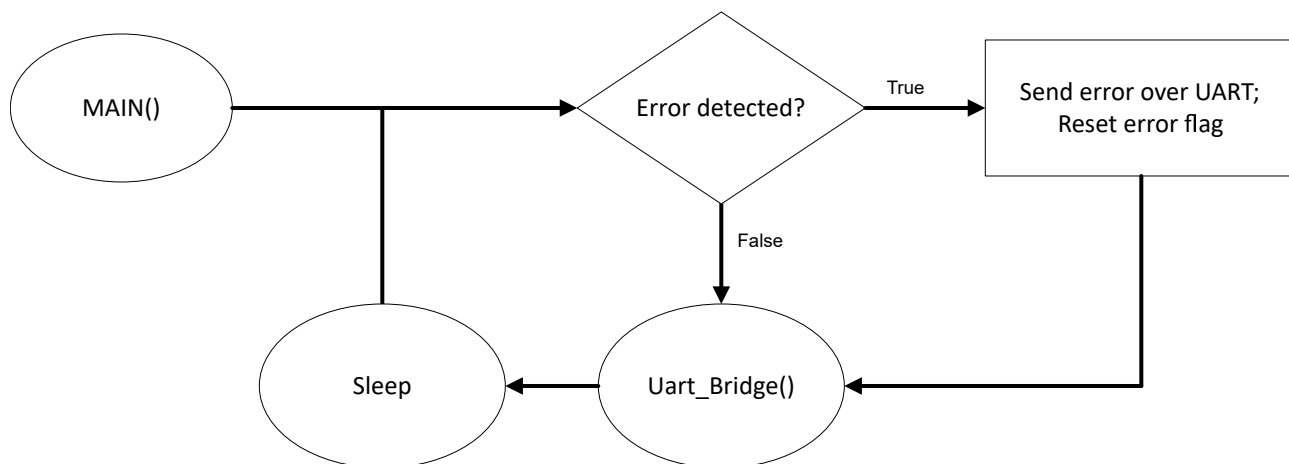 MAIN()
Error detected?
True
Send error over UART;
Reset error flag
False
Sleep
Uart_Bridge()